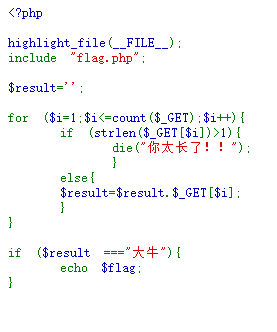 <?php
highlight_file(__FILE__);
include "flag.php";
$result='';
for ($i=1;$i<=count($_GET);$i++){
if (strlen($_GET[$i])>1){
die("你太长了！！");
}
else{
$result=$result.$_GET[$i];
}
}
if ($result ==="大牛"){
echo $flag;
}